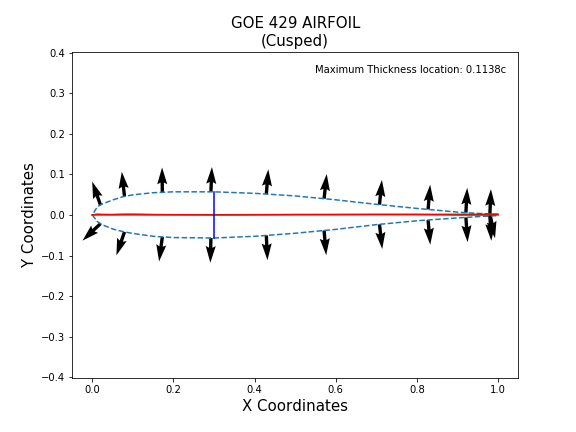 GOE 429 AIRFOIL
(Cusped)
Maximum Thickness location: 0.1138c
Y Coordinates
0.4
0.3
0.2
0.1
0.0
−0.1
−0.2
−0.3
−0.4
0.0 0.2 0.4 0.6 0.8 1.0
X Coordinates